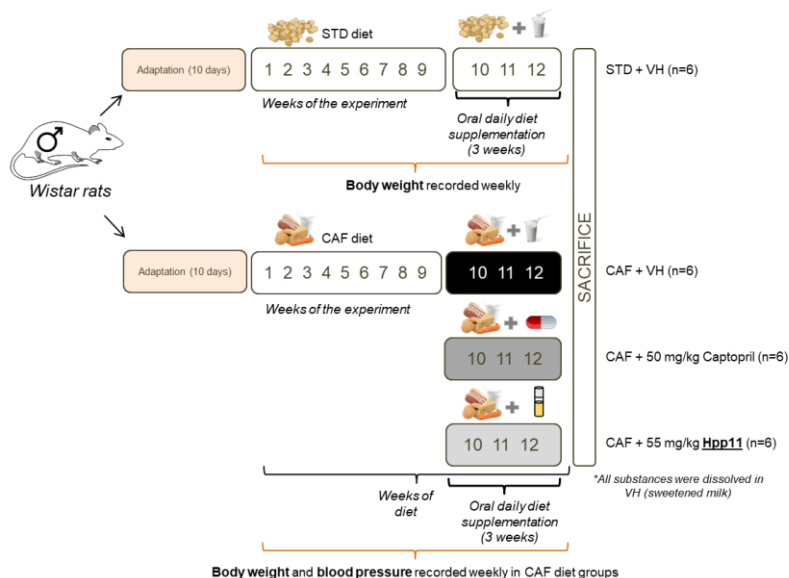 STD diet
Adaptation (10 days)
1 2 3 4 5 6 7 8 9
10 11 12
STD + VH (n=6)
Weeks of the experiment
Oral daily diet
supplementation
(3 weeks)
Body weight recorded weekly
Wistar rats
CAF diet
Adaptation (10 days)
1 2 3 4 5 6 7 8 9
10 11 12
CAF + VH (n=6)
Weeks of the experiment
SACRIFICE
10 11 12
CAF + 50 mg/kg Captopril (n=6)
10 11 12
CAF + 55 mg/kg Hpp11 (n=6)
*All substances were dissolved in
VH (sweetened milk)
Weeks of
diet
Oral daily diet
supplementation
(3 weeks)
Body weight and blood pressure recorded weekly in CAF diet groups